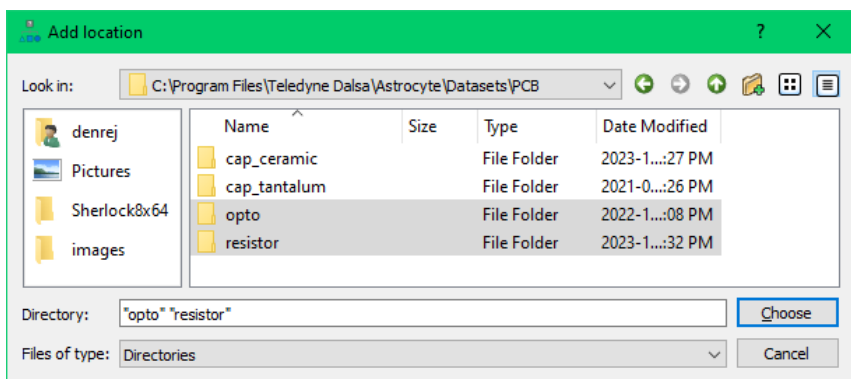 Add location ? ×
Look in: C:\Program Files\Teledyne Dalsa\Astrocyte\Datasets\PCB
denrej
Pictures
Sherlock8x64
images
Name Size Type Date Modified
cap_ceramic File Folder 2023-1...:27 PM
cap_tantalum File Folder 2021-0...:26 PM
opto File Folder 2022-1...:08 PM
resistor File Folder 2023-1...:32 PM
Directory: "opto" "resistor" Choose
Files of type: Directories Cancel